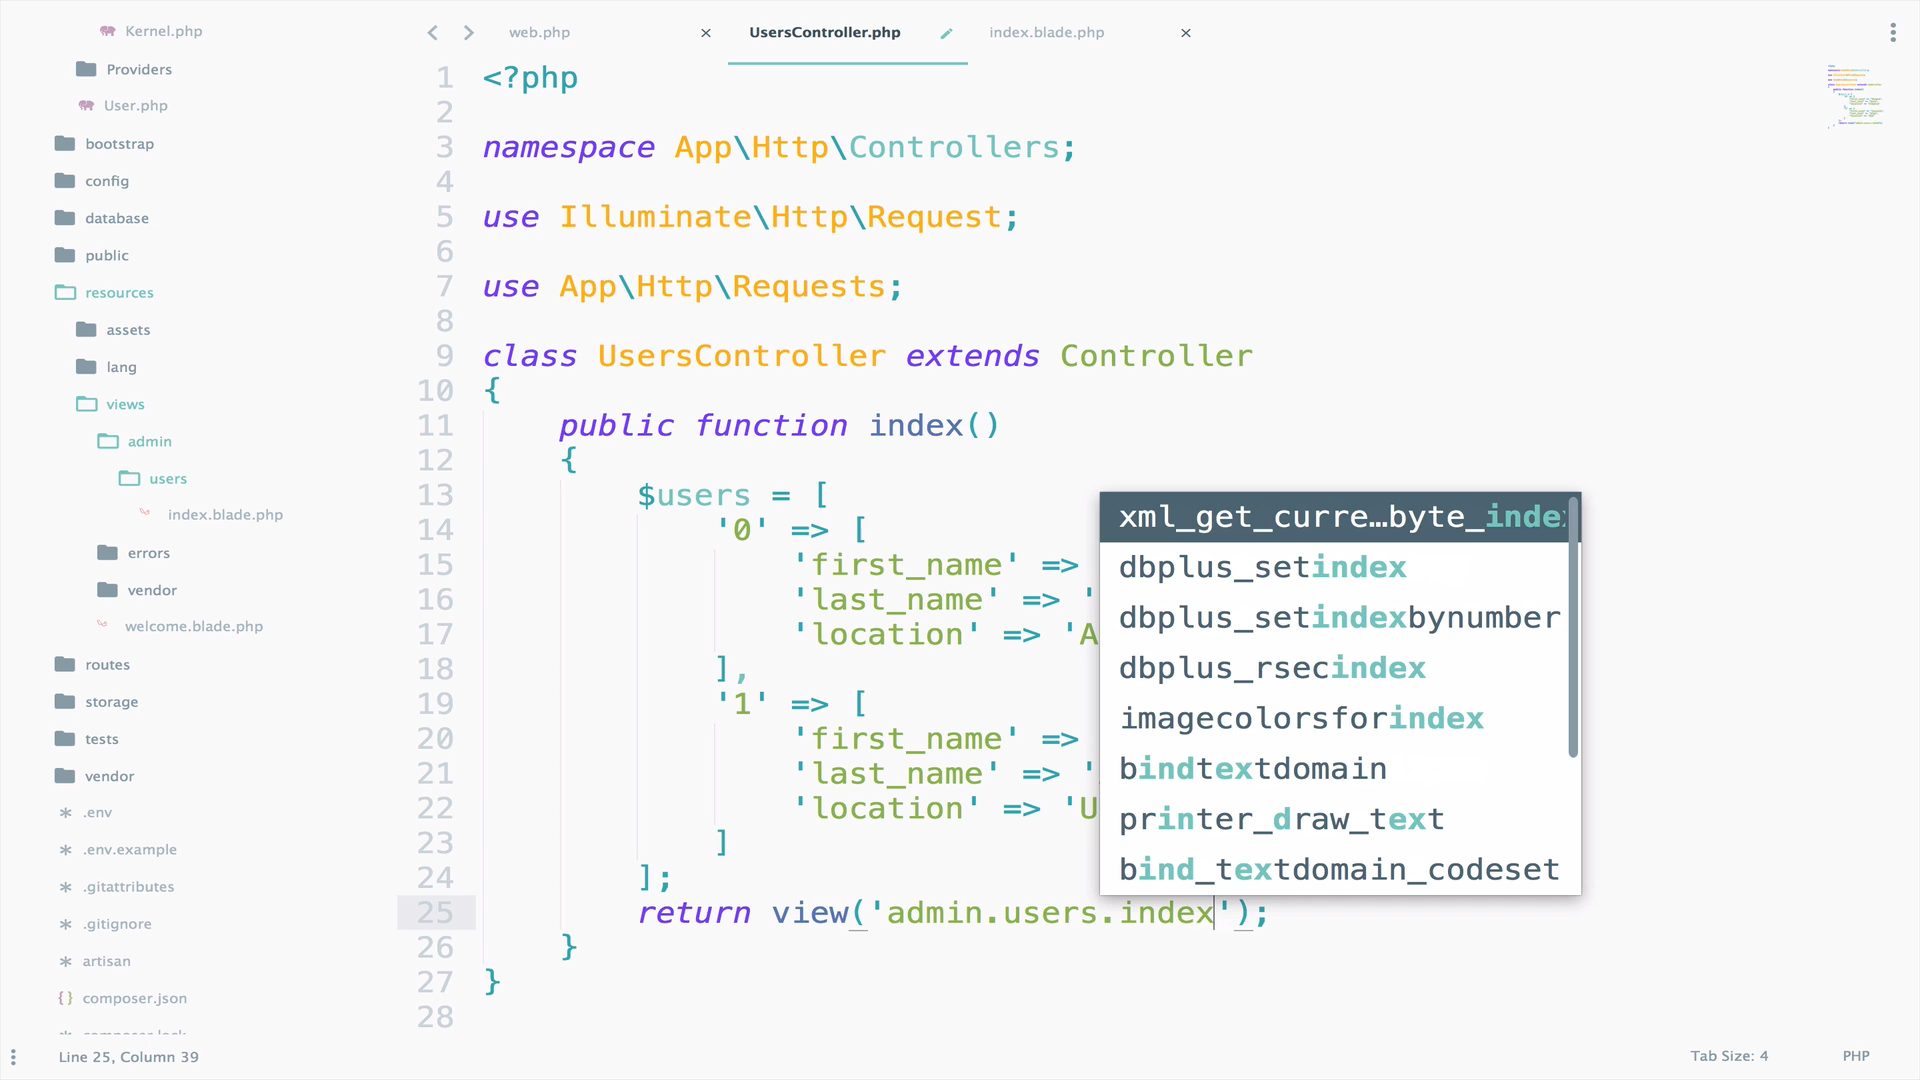 Kernel.php
Providers
User.php
bootstrap
config
database
public
resources
assets
lang
views
admin
users
index.blade.php
errors
vendor
welcome.blade.php
routes
storage
tests
vendor
.env
.env.example
.gitattributes
.gitignore
artisan
{ } composer.json
composer.lock
web.php
UsersController.php
index.blade.php
1 <?php
2
3 namespace App\Http\Controllers;
4
5 use Illuminate\Http\Request;
6
7 use App\Http\Requests;
8
9 class UsersController extends Controller
10 {
11 public function index()
12 {
13 $users = [
14 '0' => [
15 'first_name' =>
16 'last_name' => '
17 'location' => 'A
18 ],
19 '1' => [
20 'first_name' =>
21 'last_name' => '
22 'location' => 'U
23 ]
24 ];
25 return view('admin.users.index');
26 }
27 }
28
xml_get_curre…byte_index
dbplus_setindex
dbplus_setindexbynumber
dbplus_rsecindex
imagecolorsforindex
bindtextdomain
printer_draw_text
bind_textdomain_codeset
Line 25, Column 39
Tab Size: 4
PHP